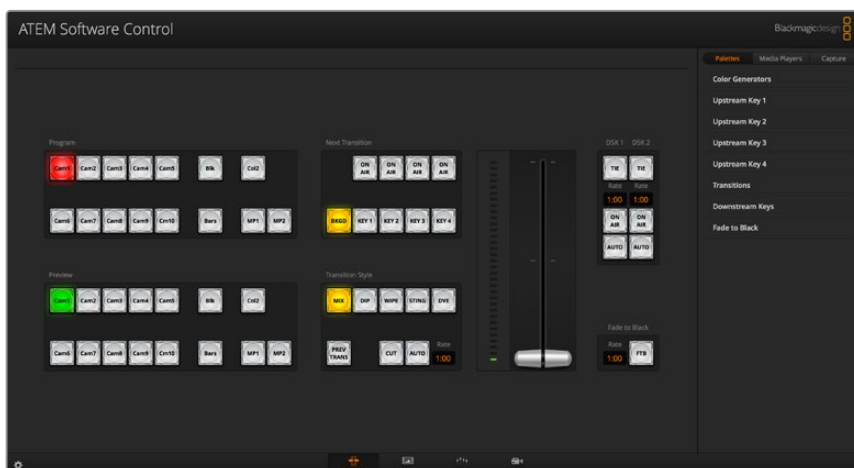 ATEM Software Control
Blackmagicdesign
Palettes Media Players Capture
Color Generators
Upstream Key 1
Upstream Key 2
Upstream Key 3
Upstream Key 4
Transitions
Downstream Keys
Fade to Black
Program
Cam1 Cam2 Cam3 Cam4 Cam5 Blk Col2
Cam6 Cam7 Cam8 Cam9 Cm10 Bars MP1 MP2
Next Transition
ON AIR ON AIR ON AIR ON AIR
BKGD KEY 1 KEY 2 KEY 3 KEY 4
DSK 1 DSK 2
TIE TIE
Rate Rate
1:00 1:00
ON AIR ON AIR
AUTO AUTO
Preview
Cam1 Cam2 Cam3 Cam4 Cam5 Blk Col2
Cam6 Cam7 Cam8 Cam9 Cm10 Bars MP1 MP2
Transition Style
MIX DIP WIPE STING DVE
Rate
PREV TRANS CUT AUTO 1:00
Fade to Black
Rate
1:00 FTB